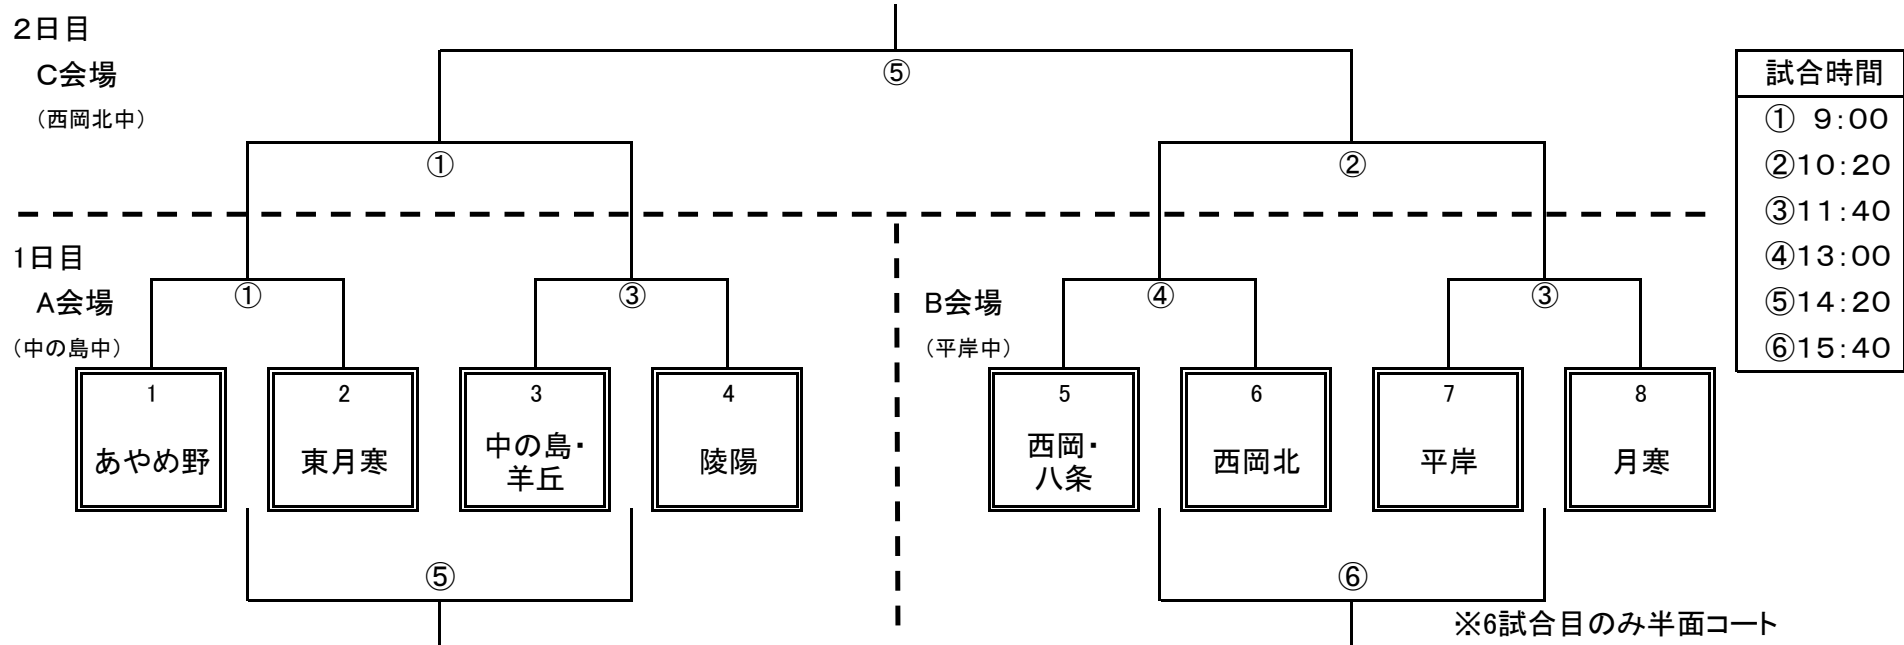 2日目
C会場
（西岡北中）
⑤
①
②
試合時間
① 9：00
②10：20
③11：40
④13：00
⑤14：20
⑥15：40
1日目
A会場
（中の島中）
①
③
B会場
（平岸中）
④
③
1
あやめ野
2
東月寒
3
中の島・
羊丘
4
陵陽
5
西岡・
八条
6
西岡北
7
平岸
8
月寒
⑤
⑥
※6試合目のみ半面コート